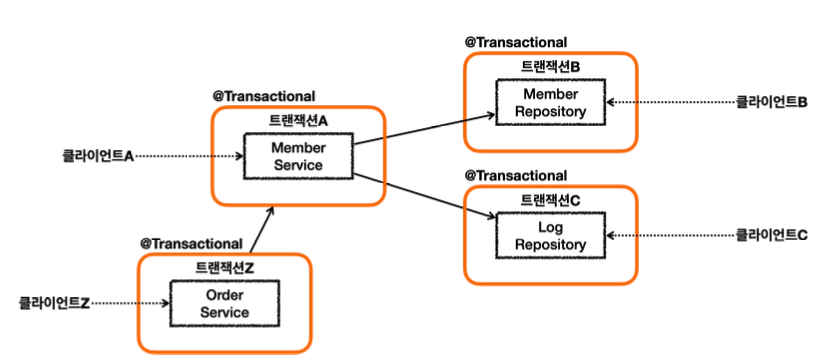 @Transactional
트랜잭션B
Member
Repository
클라이언트B
@Transactional
트랜잭션A
Member
Service
클라이언트A
@Transactional
트랜잭션C
Log
Repository
클라이언트C
@Transactional
트랜잭션Z
Order
Service
클라이언트Z